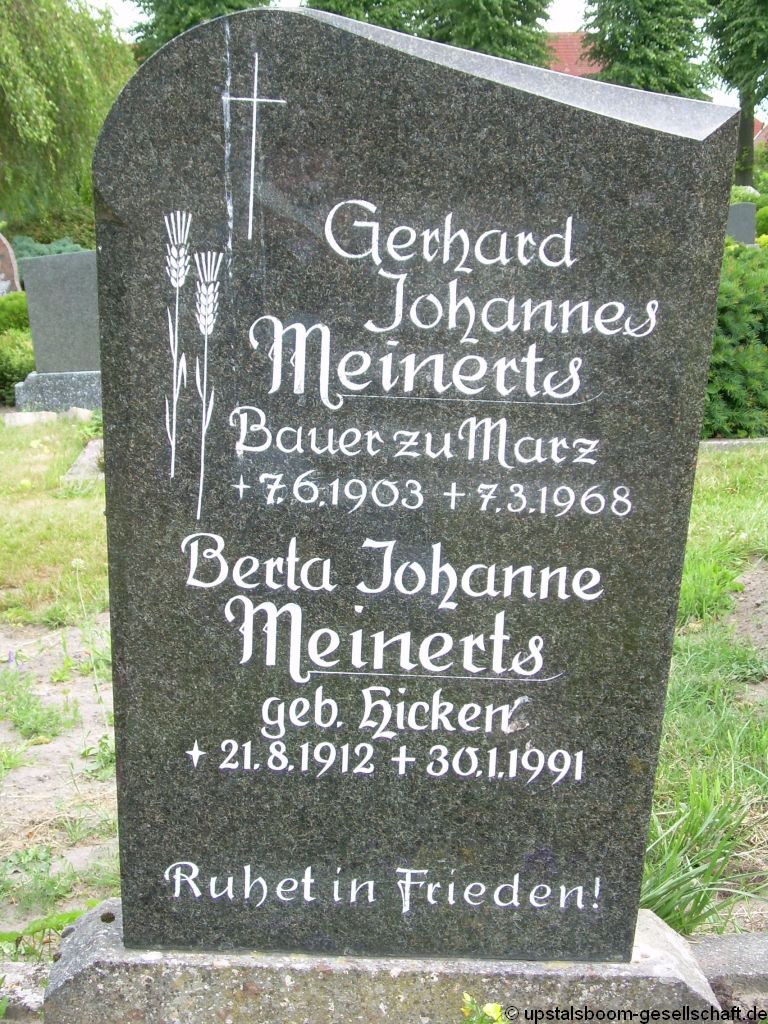 Gerhard
Johannes
Meinerts
Bauer zu Marz
+ 7.6.1903 + 7.3.1968
Berta Johanne
Meinerts
geb. Hicken
+ 21.8.1912 + 30.1.1991
Ruhet in Frieden!
© upstalsboom-gesellschaft.de